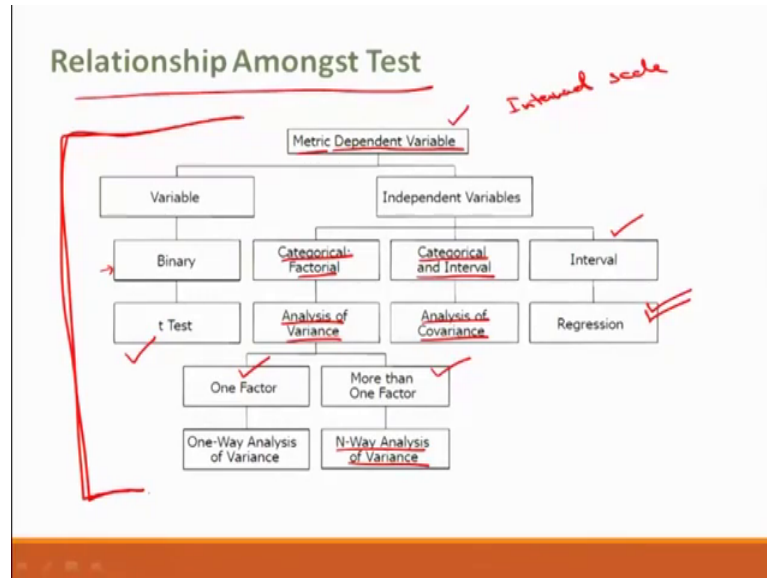 Relationship Amongst Test
Interval scale
Metric Dependent Variable
Variable
Independent Variables
Binary
Categorical:
Factorial
Categorical
and Interval
Interval
t Test
Analysis of
Variance
Analysis of
Covariance
Regression
One Factor
More than
One Factor
One-Way Analysis
of Variance
N-Way Analysis
of Variance